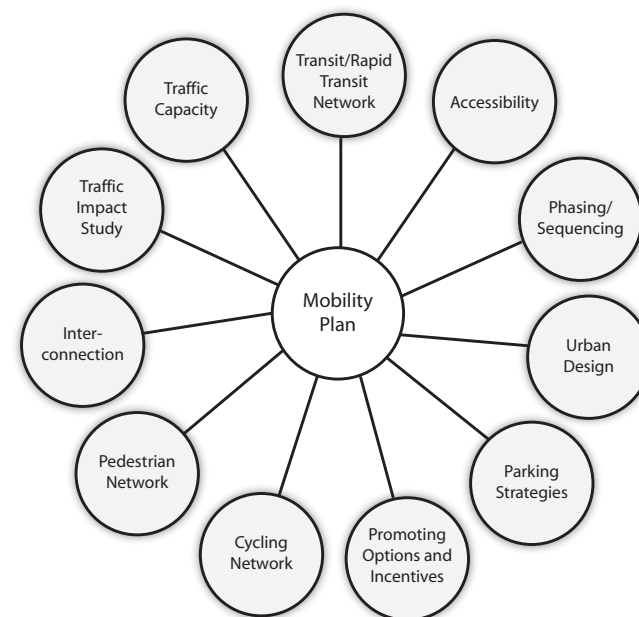 Transit/Rapid
Transit
Network
Accessibility
Phasing/
Sequencing
Urban
Design
Parking
Strategies
Promoting
Options and
Incentives
Cycling
Network
Pedestrian
Network
Inter-
connection
Traffic
Impact
Study
Traffic
Capacity
Mobility
Plan